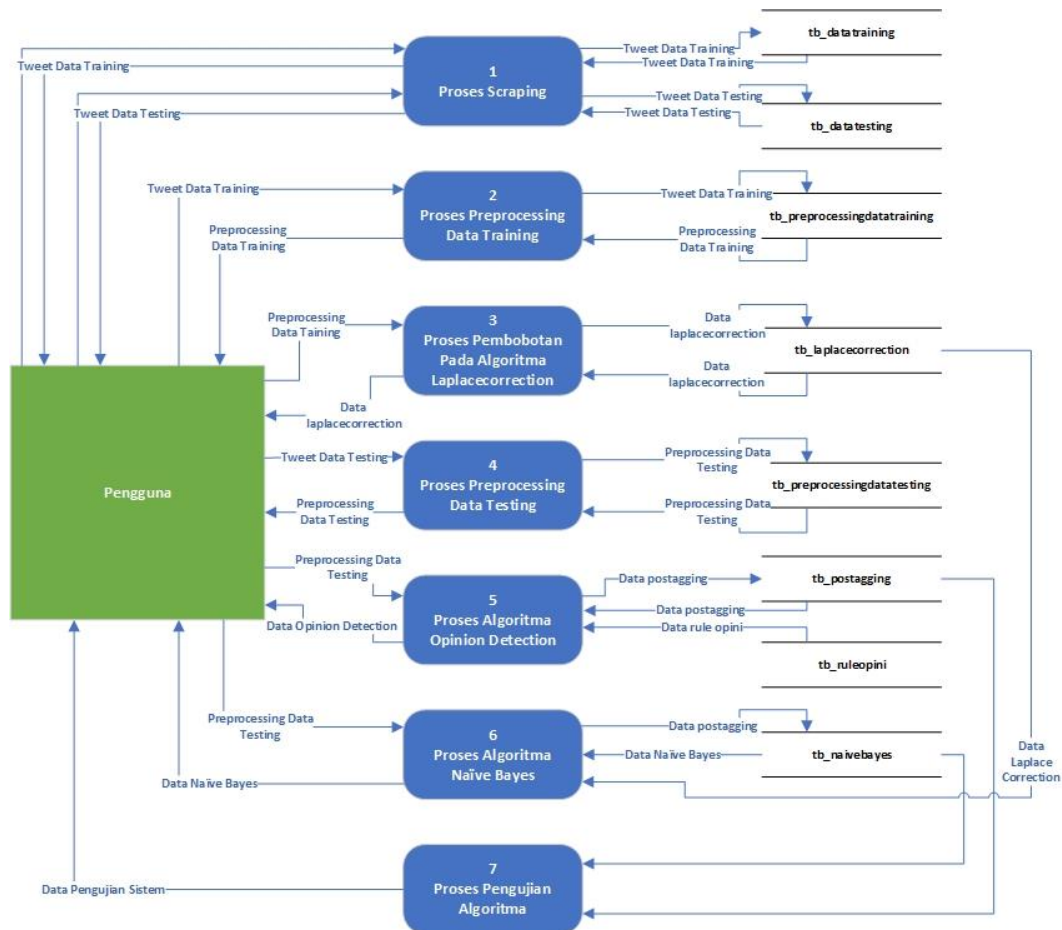 Tweet Data Training
tb_datatraining
1
Proses Scraping
Tweet Data Training
Tweet Data Training
Tweet Data Testing
Tweet Data Testing
Tweet Data Testing
tb_datatesting
Tweet Data Training
2
Proses Preprocessing
Data Training
Tweet Data Training
tb_preprocessingdatatraining
Preprocessing
Data Training
Preprocessing
Data Training
Preprocessing
Data Taining
3
Proses Pembobotan
Pada Algoritma
Laplacecorrection
Data
laplacecorrection
tb_laplacecorrection
Data
laplacecorrection
Data
laplacecorrection
Pengguna
Tweet Data Testing
4
Proses Preprocessing
Data Testing
Preprocessing Data
Testing
tb_preprocessingdatatesting
Preprocessing
Data Testing
Preprocessing Data
Testing
Preprocessing Data
Testing
5
Proses Algoritma
Opinion Detection
Data postagging
tb_postagging
Data postagging
Data Opinion Detection
Data rule opini
tb_ruleopini
Preprocessing Data
Testing
6
Proses Algoritma
Naïve Bayes
Data postagging
Data Naïve Bayes
tb_naivebayes
Data Naïve Bayes
Data
Laplace
Correction
7
Proses Pengujian
Algoritma
Data Pengujian Sistem